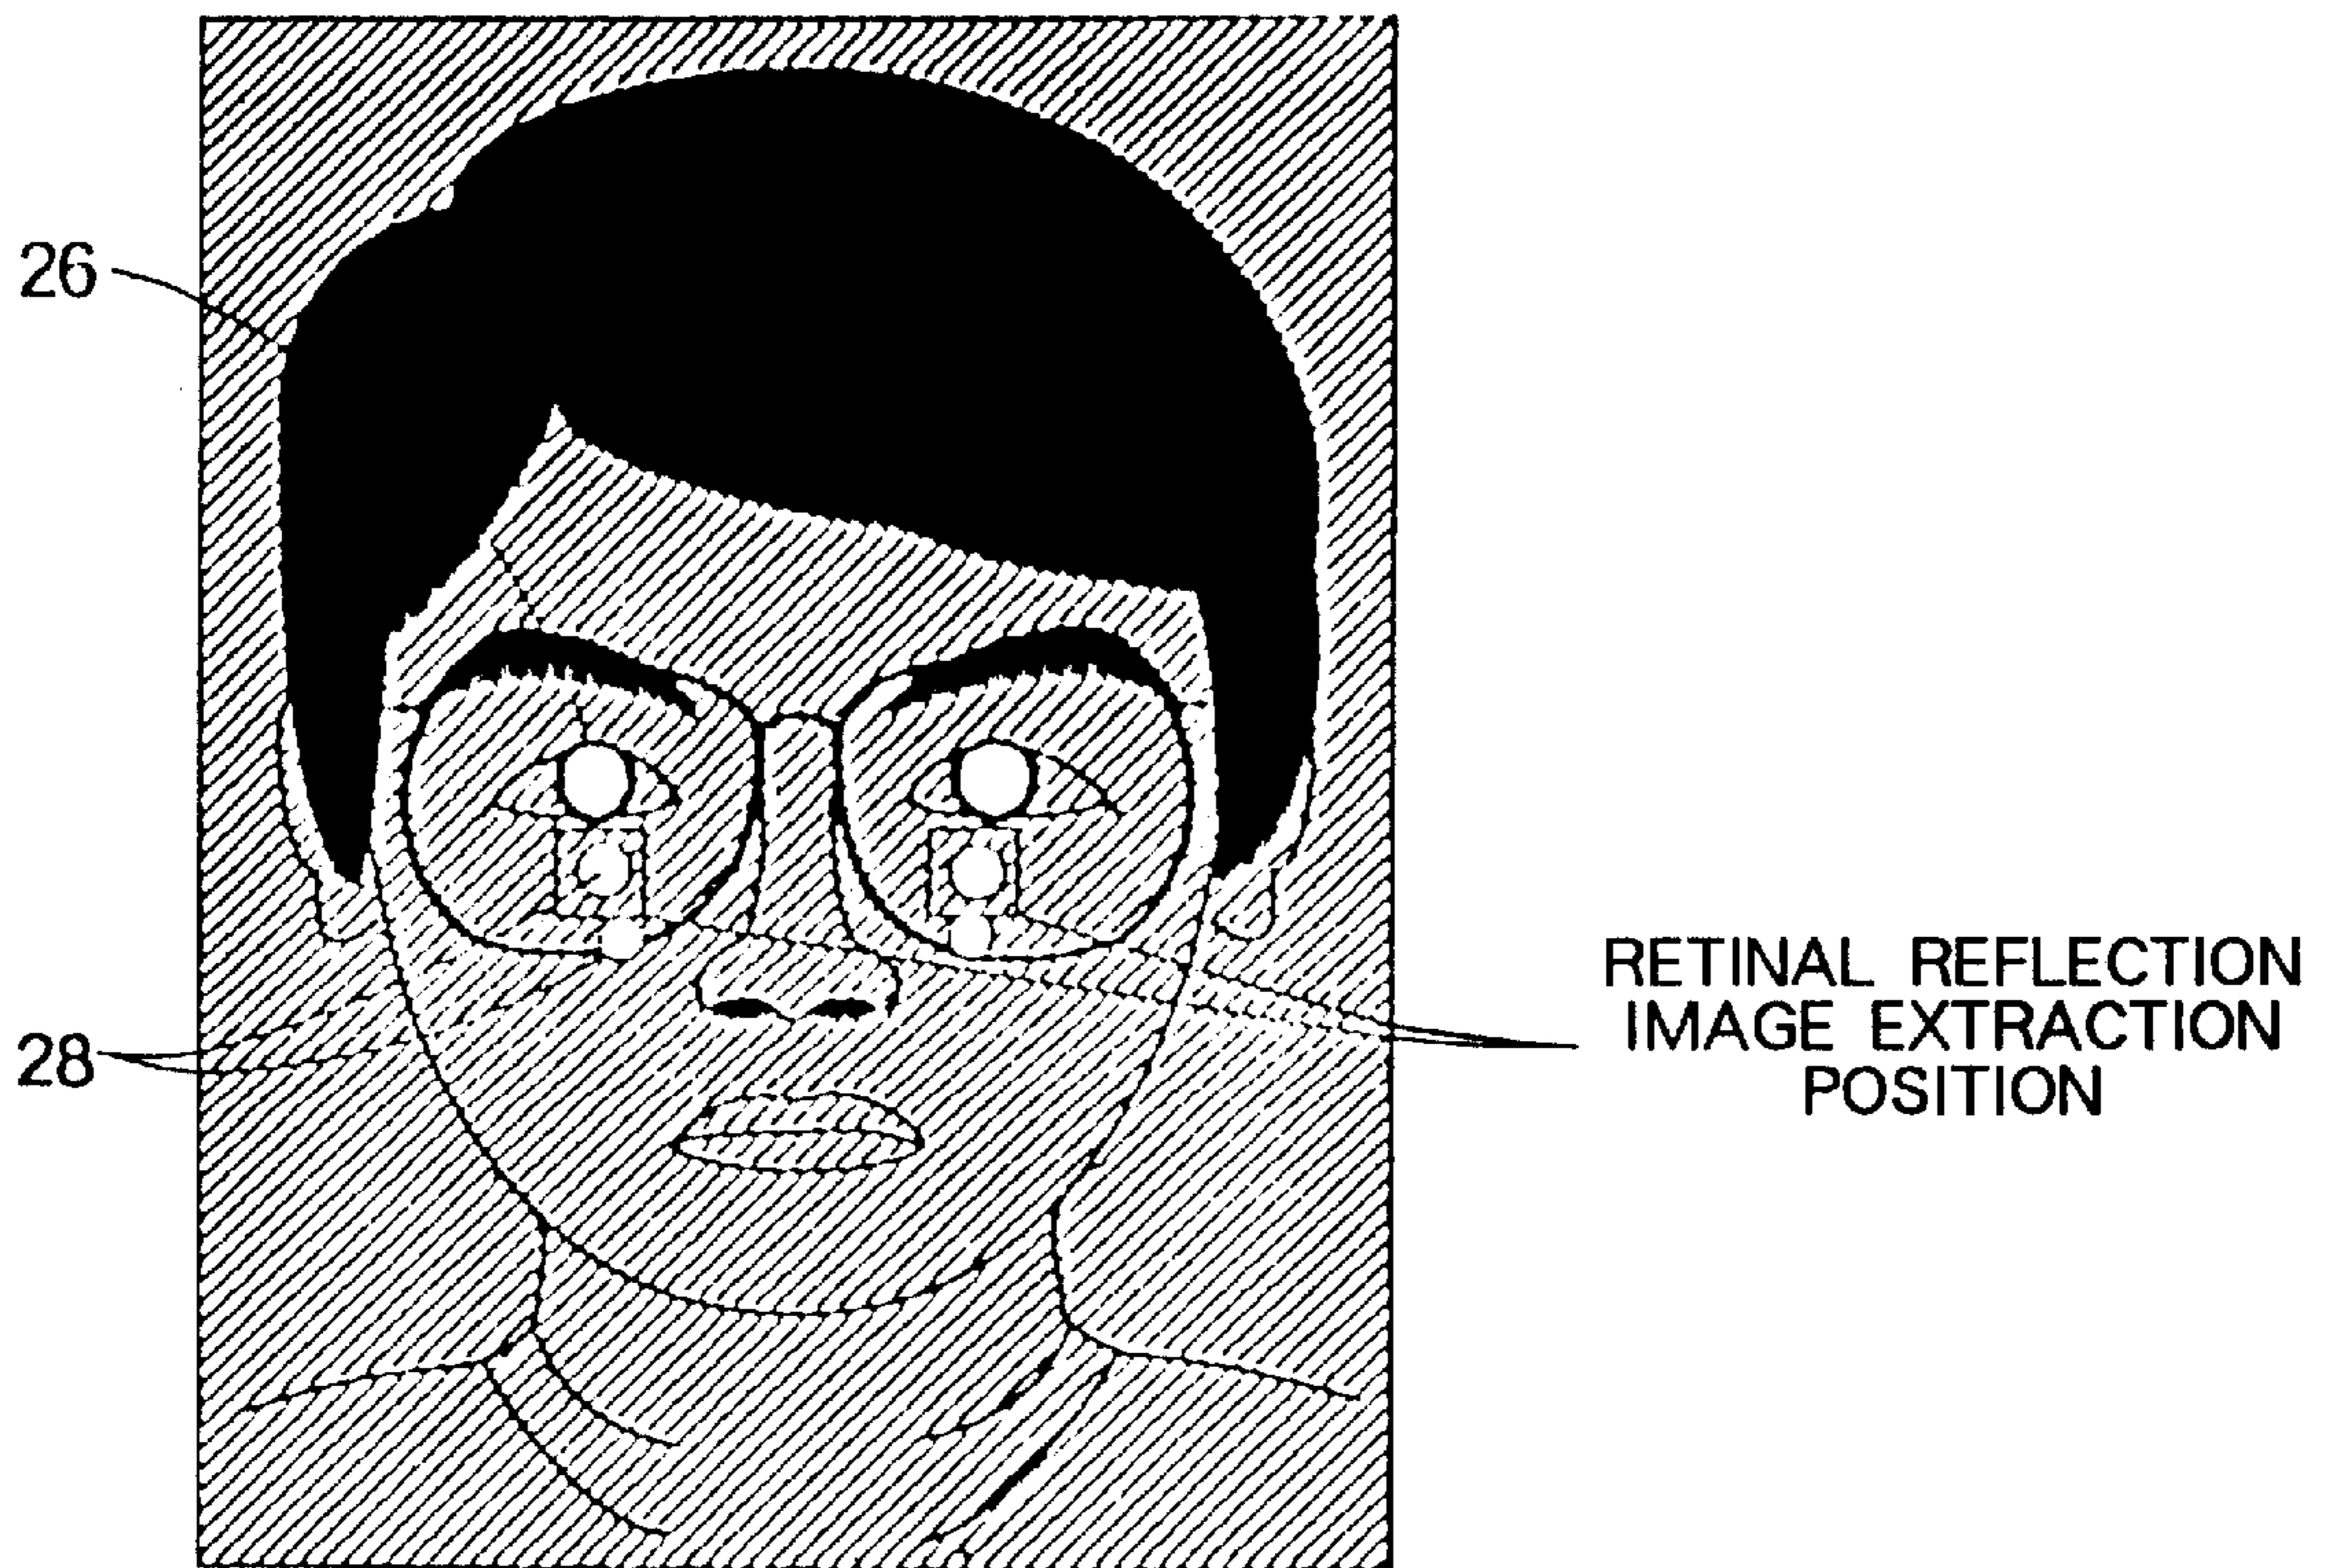 26
28
RETINAL REFLECTION
IMAGE EXTRACTION
POSITION